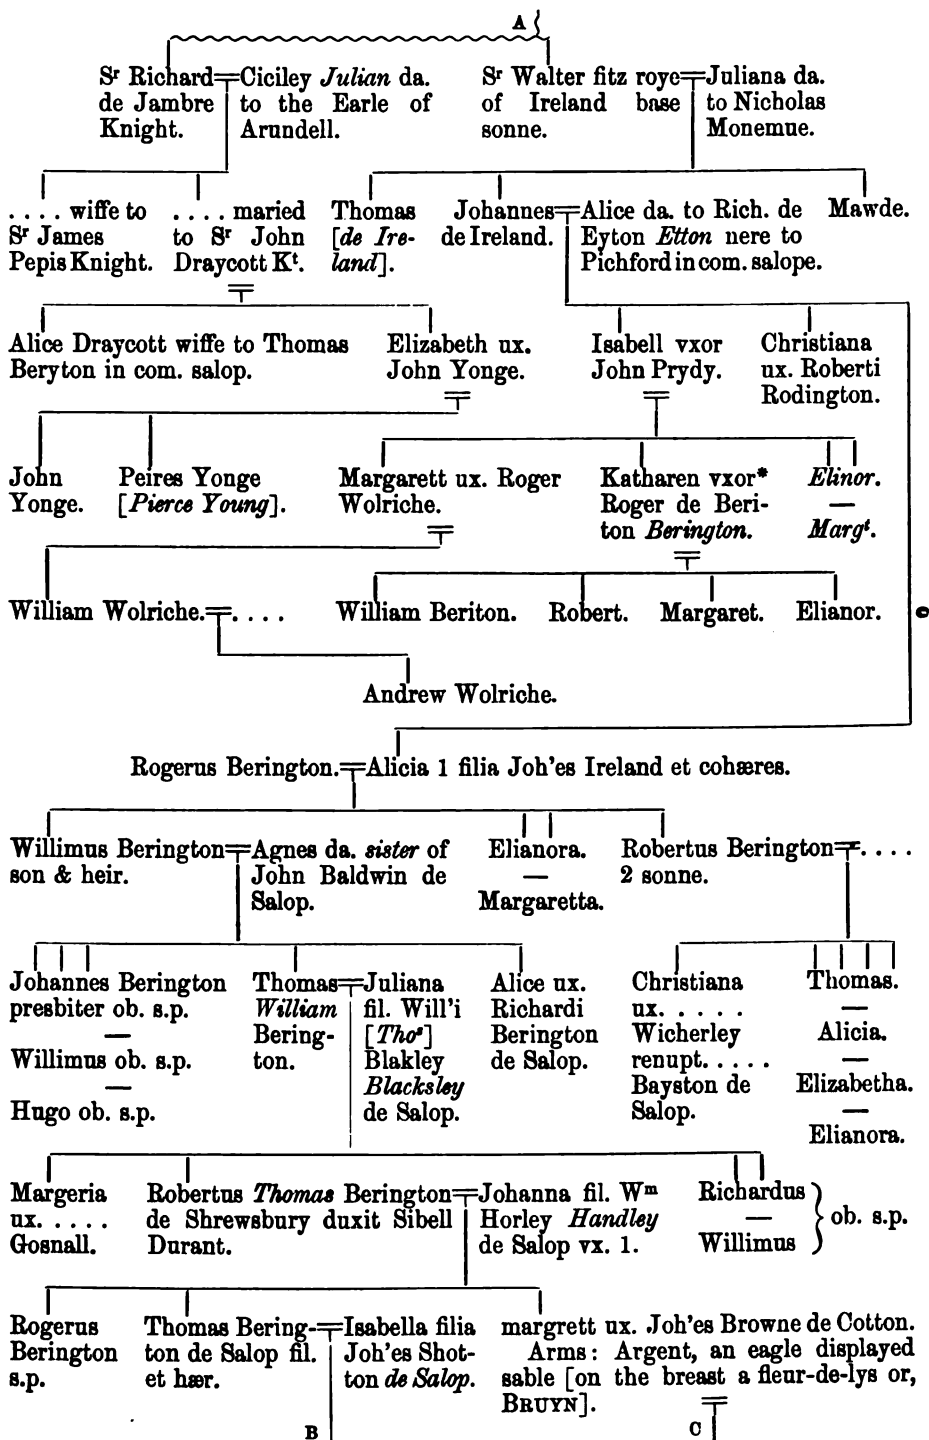 A
Sʳ Richard Ciciley Julian da. Sʳ Walter fitz roye Juliana da.
de Jambre to the Earle of of Ireland base to Nicholas
Knight. Arundell. sonne. Monemue.
.... wiffe to .... maried Thomas Johannes Alice da. to Rich. de Mawde.
Sʳ James to Sʳ John [de Ire- de Ireland. Eyton Etton nere to
Pepis Knight. Draycott Kᵗ. land]. Pichford in com. salope.
Alice Draycott wiffe to Thomas Elizabeth ux. Isabell vxor Christiana
Beryton in com. salop. John Yonge. John Prydy. ux. Roberti
Rodington.
John Peires Yonge Margarett ux. Roger Katharen vxor* Elinor.
Yonge. [Pierce Young]. Wolriche. Roger de Beri- —
ton Berington. Margᵗ.
William Wolriche. .... William Beriton. Robert. Margaret. Elianor.
Andrew Wolriche.
Rogerus Berington. Alicia 1 filia Joh'es Ireland et cohæres.
Willimus Berington Agnes da. sister of Elianora. Robertus Berington ....
son & heir. John Baldwin de — 2 sonne.
Salop. Margaretta.
Johannes Berington Thomas Juliana Alice ux. Christiana Thomas.
presbiter ob. s.p. William fil. Will'i Richardi ux. ..... —
— Bering- [Thoˢ] Berington Wicherley Alicia.
Willimus ob. s.p. ton. Blakley de Salop. renupt. .... —
— Blacksley Bayston de Elizabetha.
Hugo ob. s.p. de Salop. Salop. —
Elianora.
Margeria Robertus Thomas Berington Johanna fil. Wᵐ Richardus
ux. ..... de Shrewsbury duxit Sibell Horley Handley — ob. s.p.
Gosnall. Durant. de Salop vx. 1. Willimus
Rogerus Thomas Bering- Isabella filia margrett ux. Joh'es Browne de Cotton.
Berington ton de Salop fil. Joh'es Shot- Arms: Argent, an eagle displayed
s.p. et hær. ton de Salop. sable [on the breast a fleur-de-lys or,
BRUYN].
B C